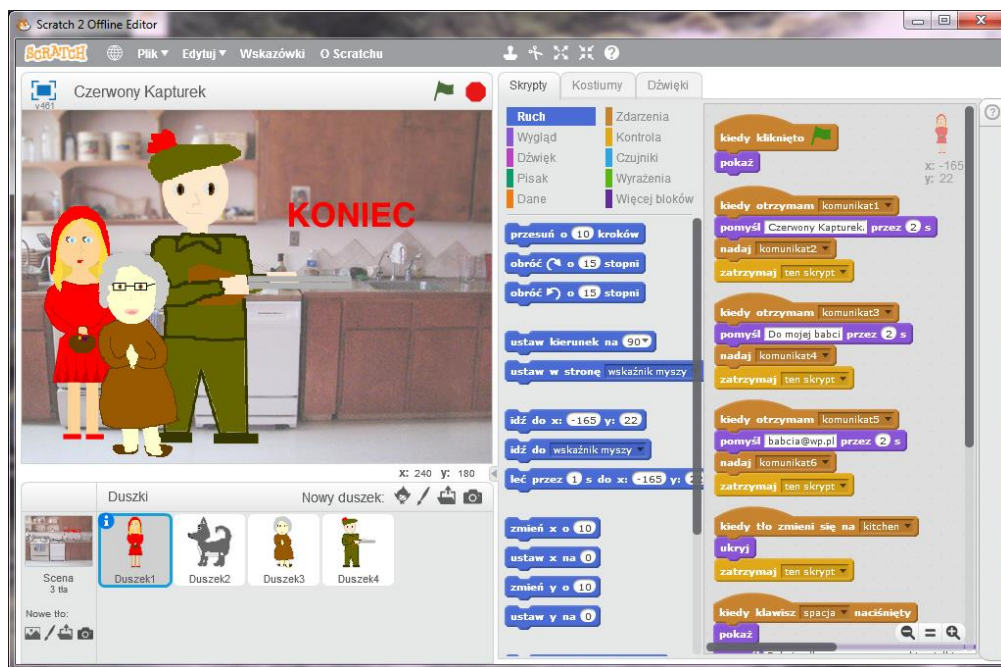 Scratch 2 Offline Editor
SCRATCH Plik Edytuj Wskazówki O Scratchu
v461
Czerwony Kapturek
KONIEC
x: 240 y: 180
Duszki
Nowy duszek:
Scena
3 tła
Nowe tło:
Duszek1 Duszek2 Duszek3 Duszek4
Skrypty Kostiumy Dźwięki
Ruch Zdarzenia
Wygląd Kontrola
Dźwięk Czujniki
Pisak Wyrażenia
Dane Więcej bloków
przesuń o 10 kroków
obróć o 15 stopni
obróć o 15 stopni
ustaw kierunek na 90
ustaw w stronę wskaźnik myszy
idź do x: -165 y: 22
idź do wskaźnik myszy
leć przez 1 s do x: -165 y:
zmień x o 10
ustaw x na 0
zmień y o 10
ustaw y na 0
x: -165
y: 22
kiedy kliknięto
pokaż
kiedy otrzymam komunikat1
pomyśl Czerwony Kapturek. przez 2 s
nadaj komunikat2
zatrzymaj ten skrypt
kiedy otrzymam komunikat3
pomyśl Do mojej babci przez 2 s
nadaj komunikat4
zatrzymaj ten skrypt
kiedy otrzymam komunikat5
pomyśl babcia@wp.pl przez 2 s
nadaj komunikat6
zatrzymaj ten skrypt
kiedy tło zmieni się na kitchen
ukryj
zatrzymaj ten skrypt
kiedy klawisz spacja naciśnięty
pokaż